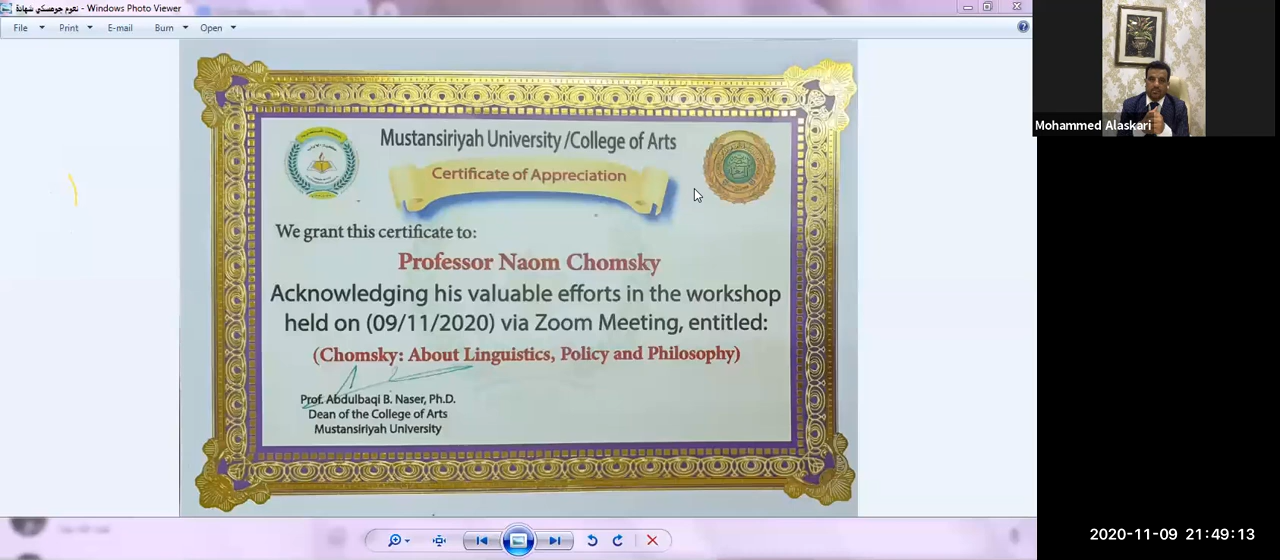 نعوم جومسكي شهادة - Windows Photo Viewer
File Print E-mail Burn Open
Mohammed Alaskari
Mustansiriyah University/College of Arts
Certificate of Appreciation
We grant this certificate to:
Professor Naom Chomsky
Acknowledging his valuable efforts in the workshop
held on (09/11/2020) via Zoom Meeting, entitled:
(Chomsky: About Linguistics, Policy and Philosophy)
Prof. Abdulbaqi B. Naser, Ph.D.
Dean of the College of Arts
Mustansiriyah University
2020-11-09 21:49:13